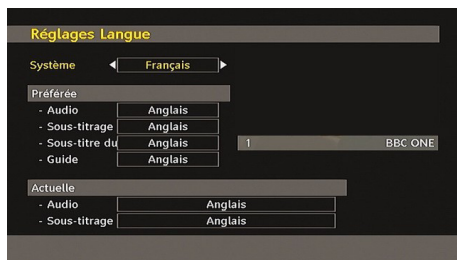 Réglages Langue
Système Français
Préférée
- Audio Anglais
- Sous-titrage Anglais
- Sous-titre du Anglais
1 BBC ONE
- Guide Anglais
Actuelle
- Audio Anglais
- Sous-titrage Anglais